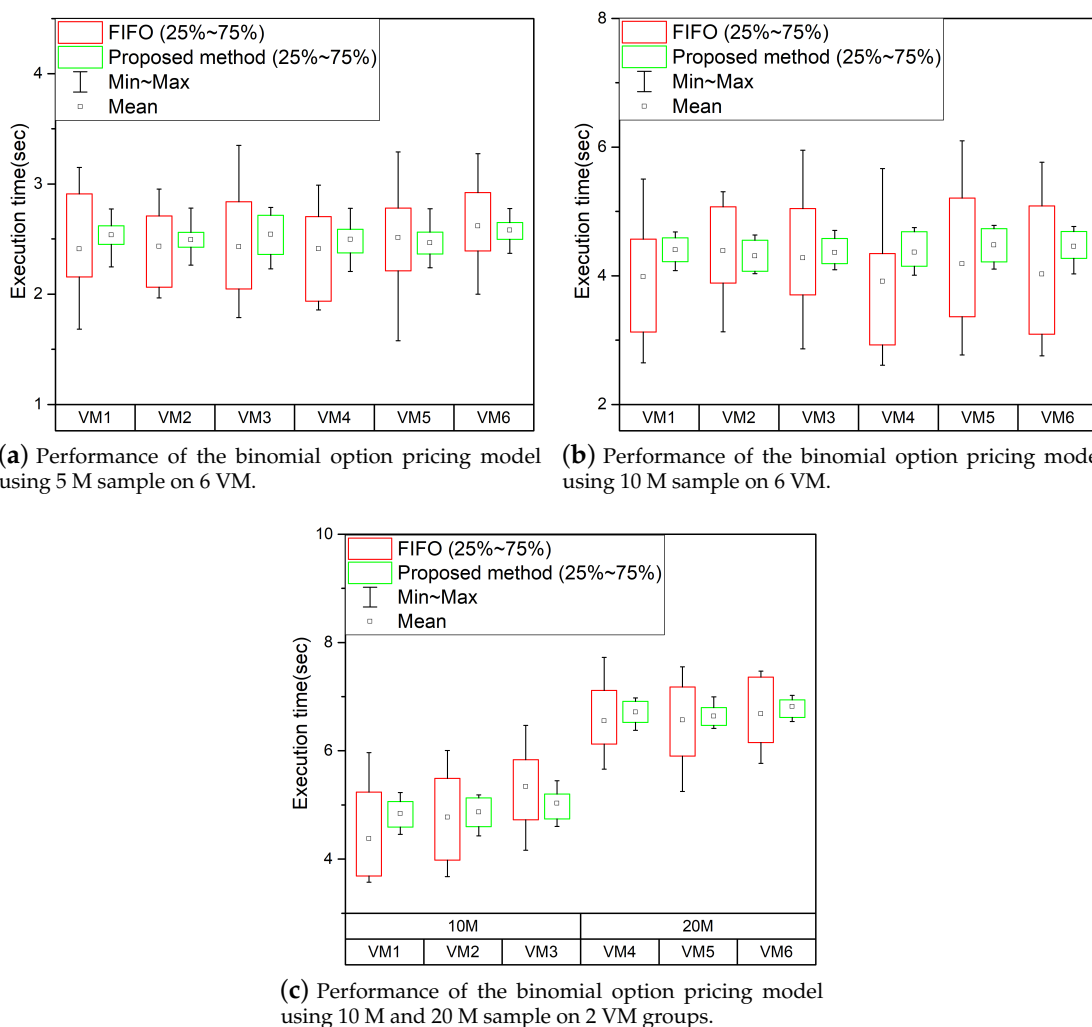 FIFO (25%~75%)
Proposed method (25%~75%)
Min~Max
Mean
Execution time(sec)
4
3
2
1
VM1 VM2 VM3 VM4 VM5 VM6
(a) Performance of the binomial option pricing model
using 5 M sample on 6 VM.
FIFO (25%~75%)
Proposed method (25%~75%)
Min~Max
Mean
Execution time(sec)
8
6
4
2
VM1 VM2 VM3 VM4 VM5 VM6
(b) Performance of the binomial option pricing mode
using 10 M sample on 6 VM.
FIFO (25%~75%)
Proposed method (25%~75%)
Min~Max
Mean
Execution time(sec)
10
8
6
4
10M 20M
VM1 VM2 VM3 VM4 VM5 VM6
(c) Performance of the binomial option pricing model
using 10 M and 20 M sample on 2 VM groups.